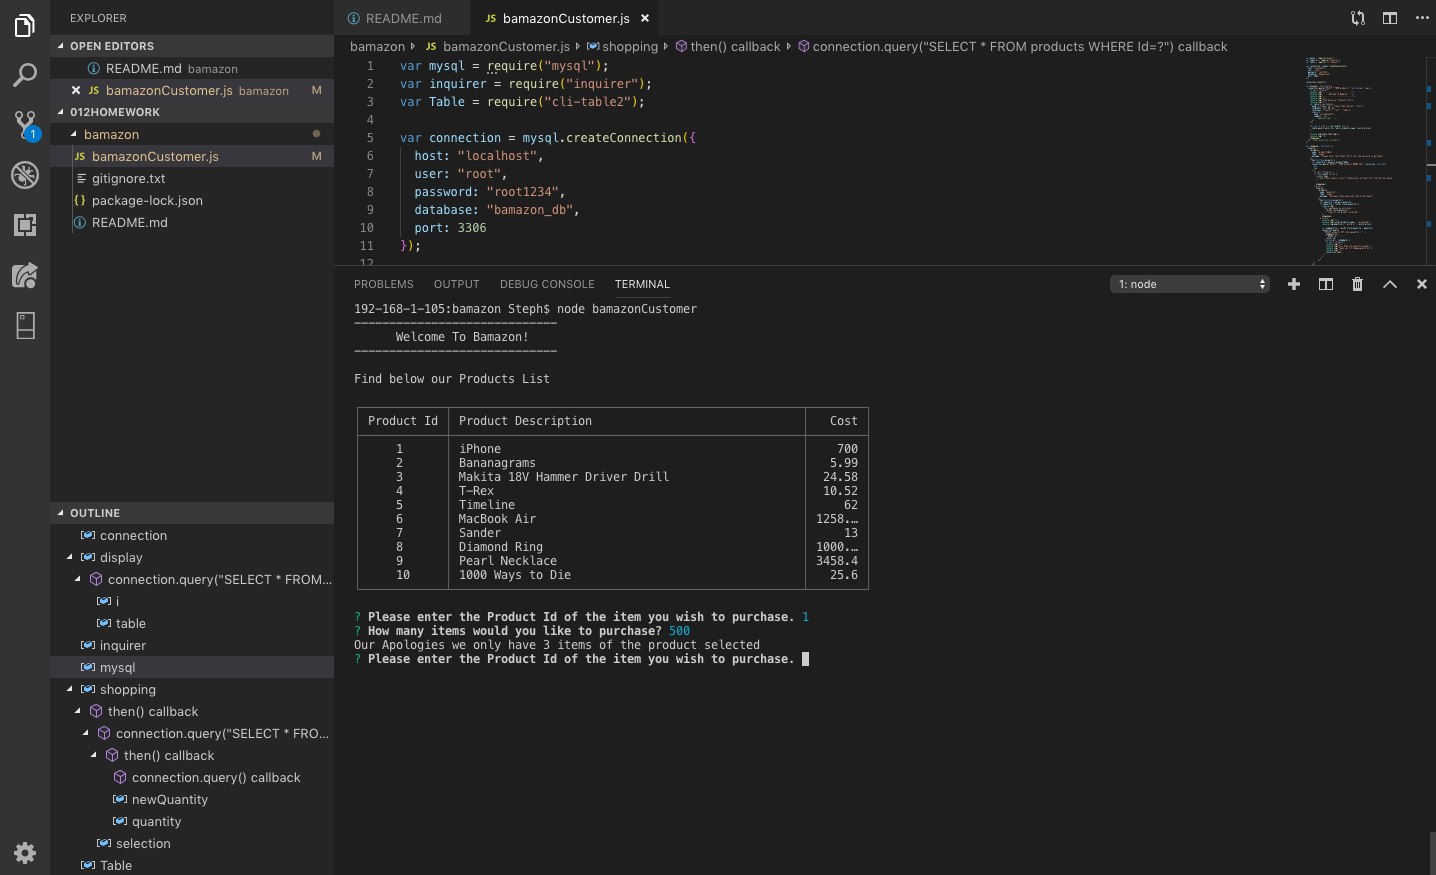 EXPLORER
OPEN EDITORS
README.md bamazon
JS bamazonCustomer.js bamazon M
012HOMEWORK
bamazon
JS bamazonCustomer.js M
gitignore.txt
{} package-lock.json
README.md
1
OUTLINE
connection
display
connection.query("SELECT * FROM...
i
table
inquirer
mysql
shopping
then() callback
connection.query("SELECT * FRO...
then() callback
connection.query() callback
newQuantity
quantity
selection
Table
README.md JS bamazonCustomer.js
bamazon JS bamazonCustomer.js shopping then() callback connection.query("SELECT * FROM products WHERE Id=?") callback
1 var mysql = require("mysql");
2 var inquirer = require("inquirer");
3 var Table = require("cli-table2");
4
5 var connection = mysql.createConnection({
6 host: "localhost",
7 user: "root",
8 password: "root1234",
9 database: "bamazon_db",
10 port: 3306
11 });
12
PROBLEMS OUTPUT DEBUG CONSOLE TERMINAL 1: node
192-168-1-105:bamazon Steph$ node bamazonCustomer
-----------------------------
Welcome To Bamazon!
-----------------------------
Find below our Products List
Product Id Product Description Cost
1 iPhone 700
2 Bananagrams 5.99
3 Makita 18V Hammer Driver Drill 24.58
4 T-Rex 10.52
5 Timeline 62
6 MacBook Air 1258.…
7 Sander 13
8 Diamond Ring 1000.…
9 Pearl Necklace 3458.4
10 1000 Ways to Die 25.6
? Please enter the Product Id of the item you wish to purchase. 1
? How many items would you like to purchase? 500
Our Apologies we only have 3 items of the product selected
? Please enter the Product Id of the item you wish to purchase.